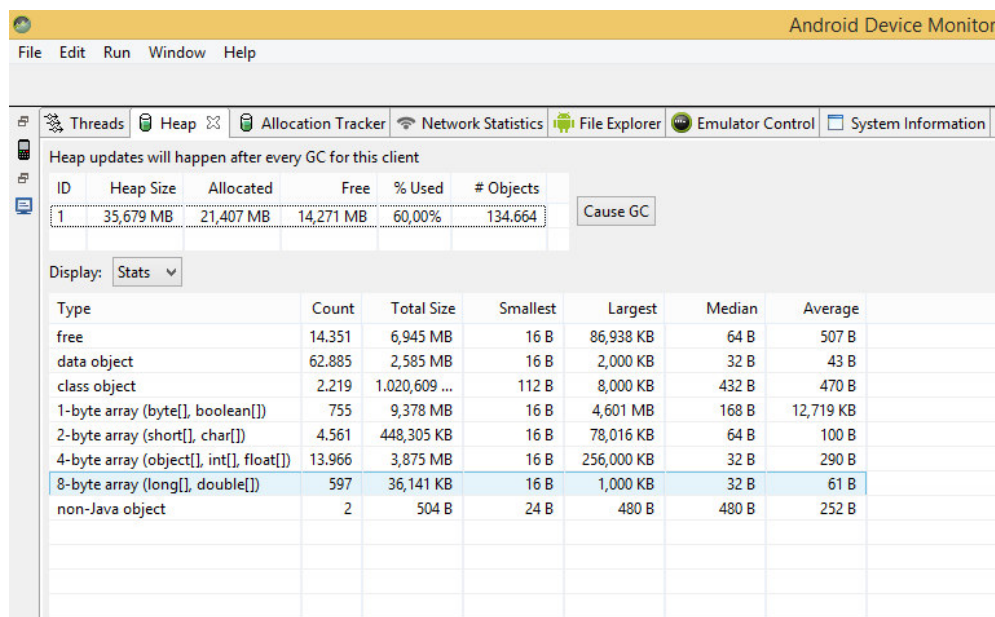 Android Device Monitor
File Edit Run Window Help
Threads Heap Allocation Tracker Network Statistics File Explorer Emulator Control System Information
Heap updates will happen after every GC for this client
ID Heap Size Allocated Free % Used # Objects
1 35,679 MB 21,407 MB 14,271 MB 60,00% 134.664
Cause GC
Display: Stats
Type Count Total Size Smallest Largest Median Average
free 14.351 6,945 MB 16 B 86,938 KB 64 B 507 B
data object 62.885 2,585 MB 16 B 2,000 KB 32 B 43 B
class object 2.219 1.020,609 ... 112 B 8,000 KB 432 B 470 B
1-byte array (byte[], boolean[]) 755 9,378 MB 16 B 4,601 MB 168 B 12,719 KB
2-byte array (short[], char[]) 4.561 448,305 KB 16 B 78,016 KB 64 B 100 B
4-byte array (object[], int[], float[]) 13.966 3,875 MB 16 B 256,000 KB 32 B 290 B
8-byte array (long[], double[]) 597 36,141 KB 16 B 1,000 KB 32 B 61 B
non-Java object 2 504 B 24 B 480 B 480 B 252 B